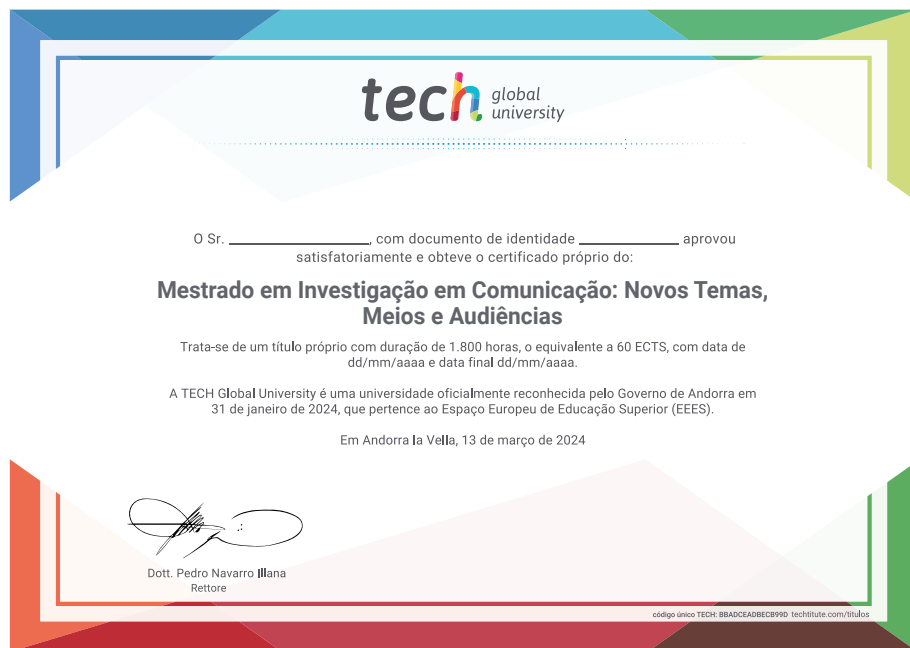 tech global
university
O Sr. ____________________, com documento de identidade ______________ aprovou
satisfatoriamente e obteve o certificado próprio do:
Mestrado em Investigação em Comunicação: Novos Temas,
Meios e Audiências
Trata-se de um título próprio com duração de 1.800 horas, o equivalente a 60 ECTS, com data de
dd/mm/aaaa e data final dd/mm/aaaa.
A TECH Global University é uma universidade oficialmente reconhecida pelo Governo de Andorra em
31 de janeiro de 2024, que pertence ao Espaço Europeu de Educação Superior (EEES).
Em Andorra la Vella, 13 de março de 2024
Dott. Pedro Navarro Illana
Rettore
código único TECH: BBADCEADBECB99D techtitute.com/titulos